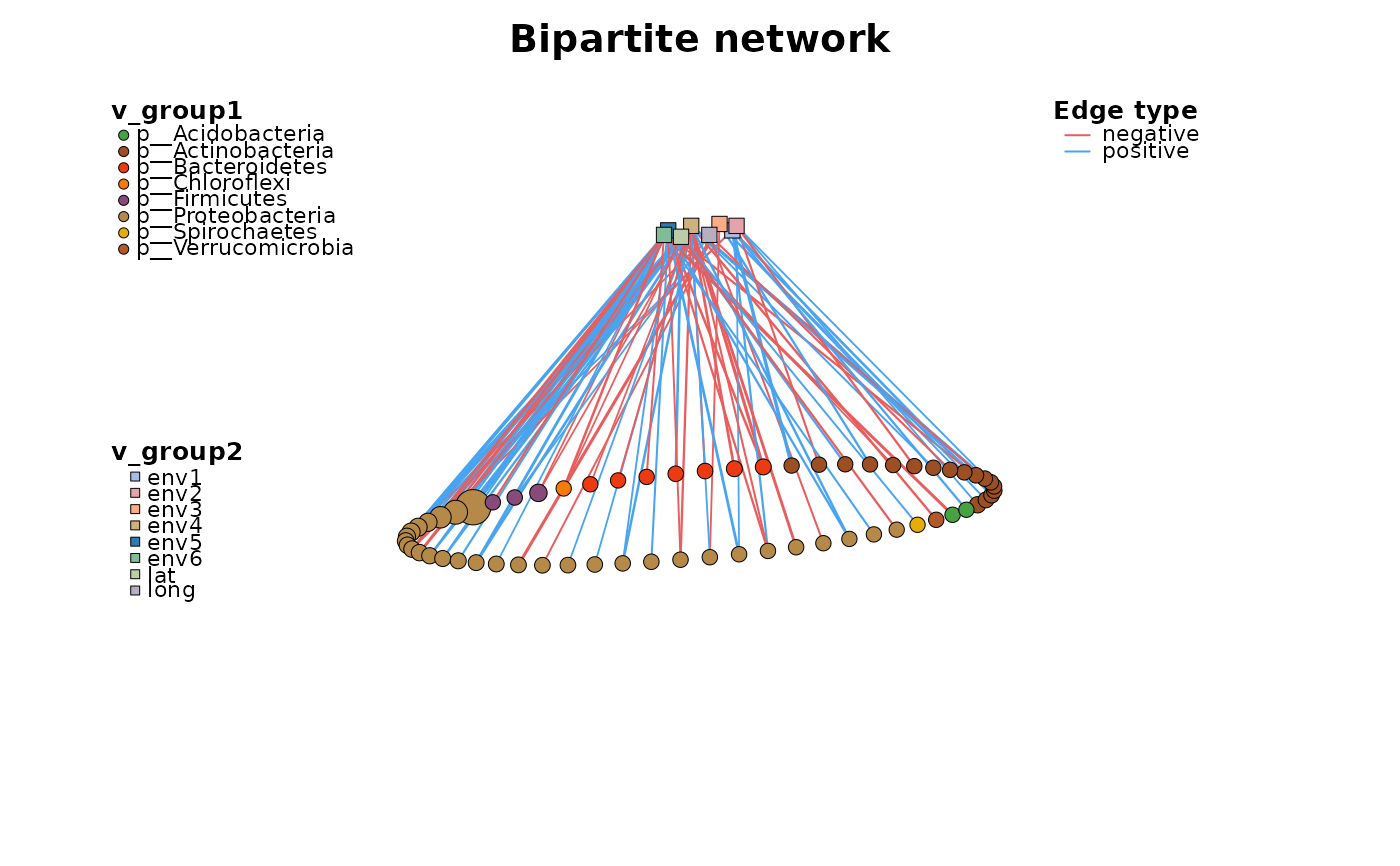 Bipartite network
v_group1
p__Acidobacteria
p__Actinobacteria
p__Bacteroidetes
p__Chloroflexi
p__Firmicutes
p__Proteobacteria
p__Spirochaetes
p__Verrucomicrobia
Edge type
negative
positive
v_group2
env1
env2
env3
env4
env5
env6
lat
long